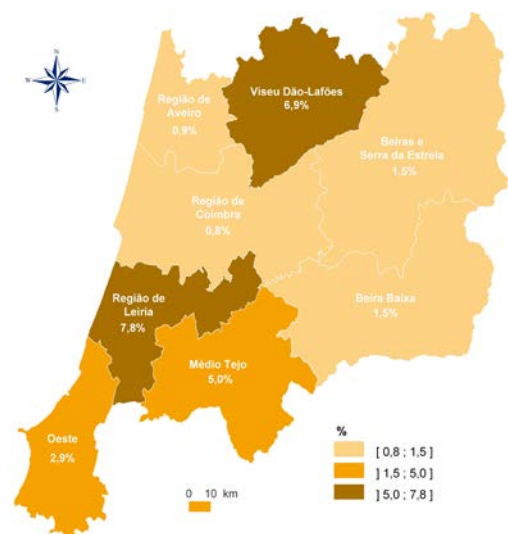 N
W
E
S
Viseu Dão-Lafões
6,9%
Região de
Aveiro
0,9%
Beiras e
Serra da Estrela
1,5%
Região de
Coimbra
0,8%
Região de
Leiria
7,8%
Beira Baixa
1,5%
Médio Tejo
5,0%
Oeste
2,9%
%
[ 0,8 ; 1,5 ]
] 1,5 ; 5,0 ]
] 5,0 ; 7,8 ]
0 10 km